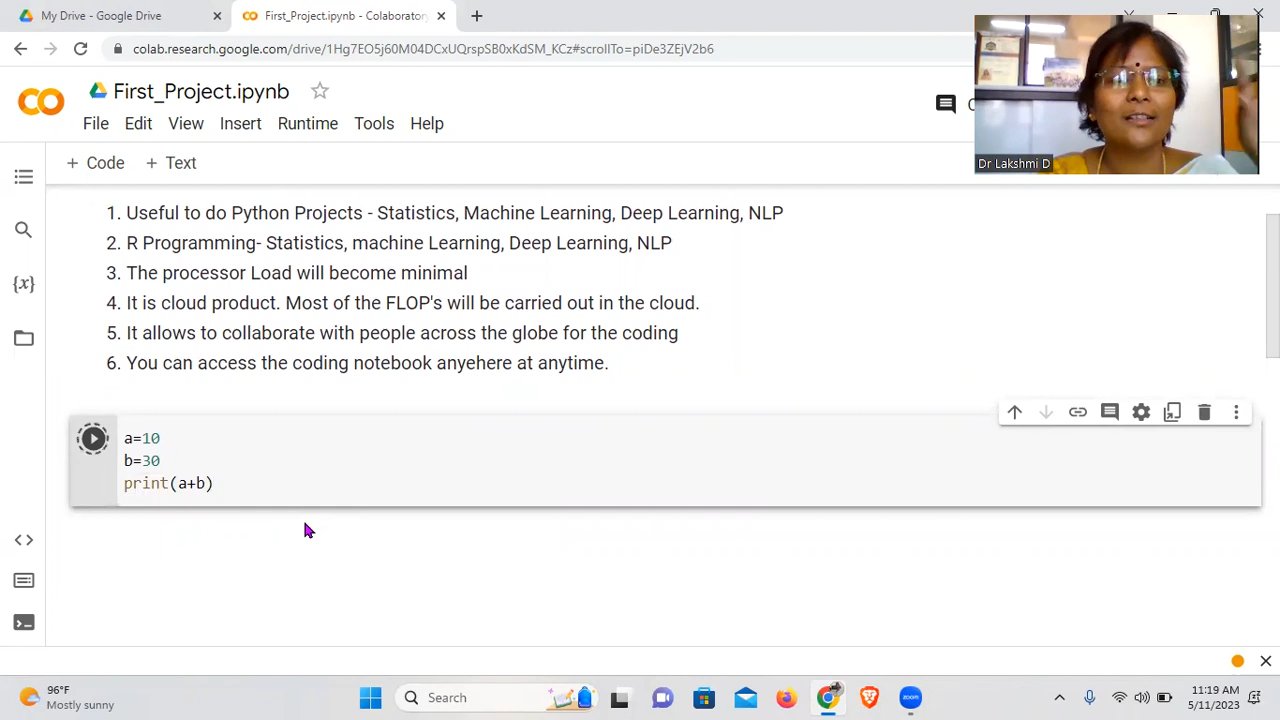 My Drive - Google Drive
First_Project.ipynb - Colaboratory
colab.research.google.com/drive/1Hg7EO5j60M04DCxUQrspSB0xKdSM_KCz#scrollTo=piDe3ZEjV2b6
First_Project.ipynb
File Edit View Insert Runtime Tools Help
Dr Lakshmi D
+ Code + Text
1. Useful to do Python Projects - Statistics, Machine Learning, Deep Learning, NLP
2. R Programming- Statistics, machine Learning, Deep Learning, NLP
3. The processor Load will become minimal
4. It is cloud product. Most of the FLOP's will be carried out in the cloud.
5. It allows to collaborate with people across the globe for the coding
6. You can access the coding notebook anyehere at anytime.
a=10
b=30
print(a+b)
96°F
Mostly sunny
Search
zoom
11:19 AM
5/11/2023